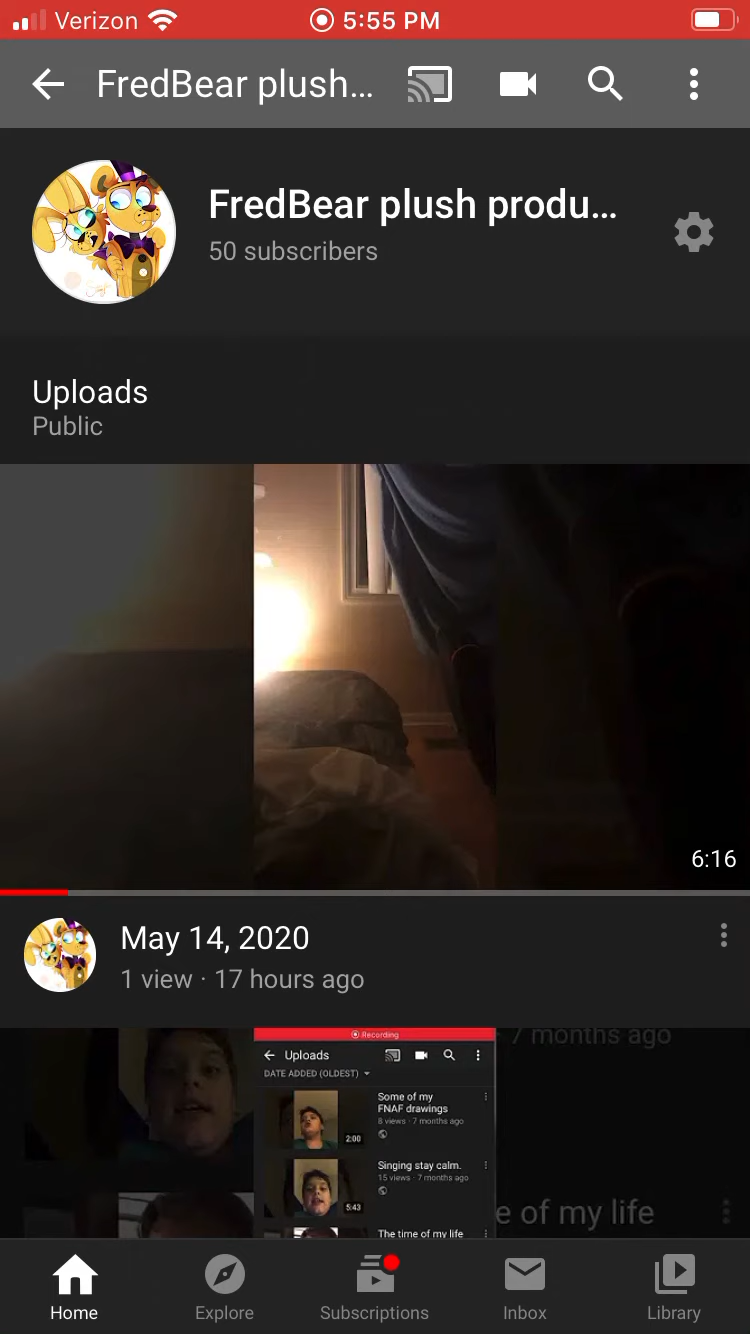 Verizon 5:55 PM
FredBear plush...
FredBear plush produ...
50 subscribers
Uploads
Public
6:16
May 14, 2020
1 view · 17 hours ago
Recording
7 months ago
Uploads
DATE ADDED (OLDEST)
Some of my
FNAF drawings
8 views · 7 months ago
2:00
Singing stay calm.
15 views · 7 months ago
5:43
The time of my life
e of my life
Home Explore Subscriptions Inbox Library